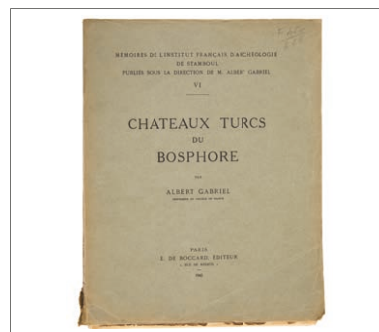 MÉMOIRES DE L'INSTITUT FRANÇAIS D'ARCHÉOLOGIE
DE STAMBOUL
PUBLIÉS SOUS LA DIRECTION DE M. ALBERT GABRIEL
VI
CHATEAUX TURCS
DU
BOSPHORE
PAR
ALBERT GABRIEL
PARIS
E. DE BOCCARD, ÉDITEUR